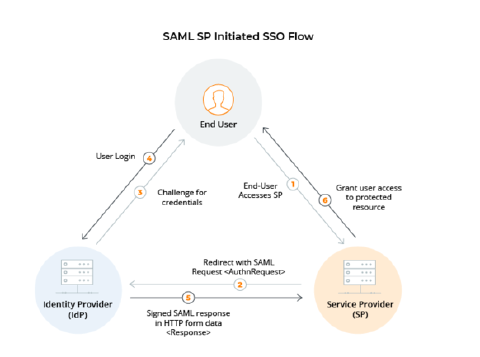 SAML SP Initiated SSO Flow
End User
User Login
4
3
Challenge for
credentials
End-User
Accesses SP
1
6
Grant user access
to protected
resource
Redirect with SAML
Request <AuthnRequest>
2
Identity Provider
(IdP)
5
Signed SAML response
in HTTP form data
<Response>
Service Provider
(SP)